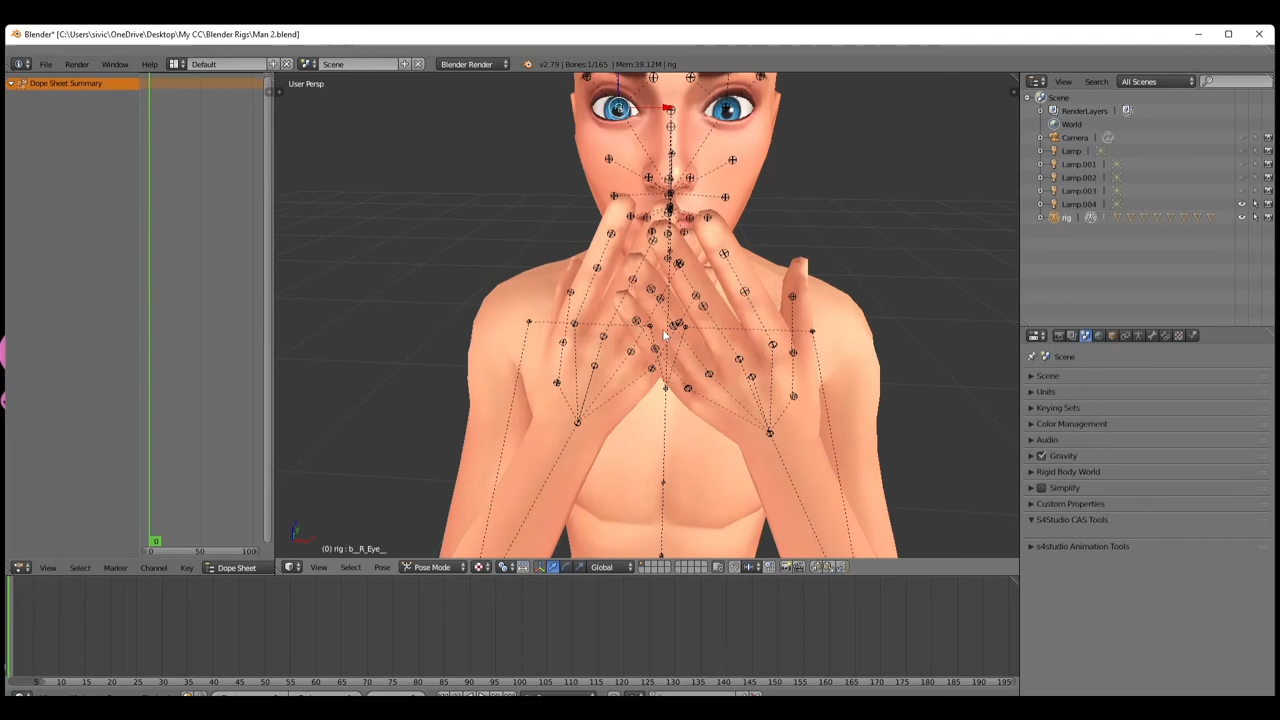 Blender* [C:\Users\sivic\OneDrive\Desktop\My CC\Blender Rigs\Man 2.blend]
File Render Window Help Default Scene Blender Render v2.79 | Bones:1/165 | Mem:39.12M | rig
Dope Sheet Summary
User Persp
View Search All Scenes
Scene
RenderLayers
World
Camera
Lamp
Lamp.001
Lamp.002
Lamp.003
Lamp.004
rig
Scene
Scene
Units
Keying Sets
Color Management
Audio
Gravity
Rigid Body World
Simplify
Custom Properties
S4Studio CAS Tools
s4studio Animation Tools
0
0 50 100
(0) rig : b__R_Eye__
View Select Marker Channel Key Dope Sheet
View Select Pose Pose Mode Global
5 10 15 20 25 30 35 40 45 50 55 60 65 70 75 80 85 90 95 100 105 110 115 120 125 130 135 140 145 150 155 160 165 170 175 180 185 190 195